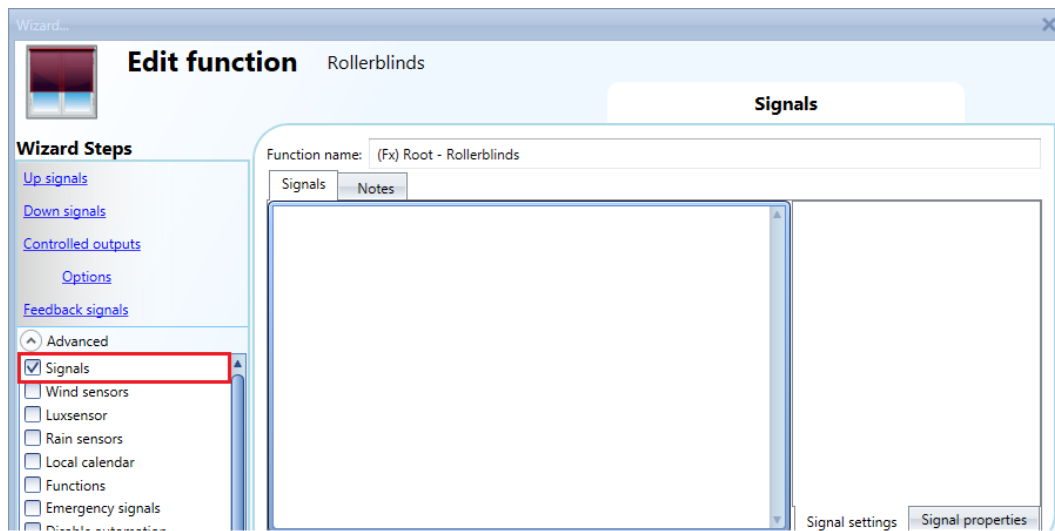 Wizard...
Edit function Rollerblinds
Signals
Wizard Steps
Up signals
Down signals
Controlled outputs
Options
Feedback signals
Advanced
Signals
Wind sensors
Luxsensor
Rain sensors
Local calendar
Functions
Emergency signals
Disable automation
Function name: (Fx) Root - Rollerblinds
Signals Notes
Signal settings Signal properties